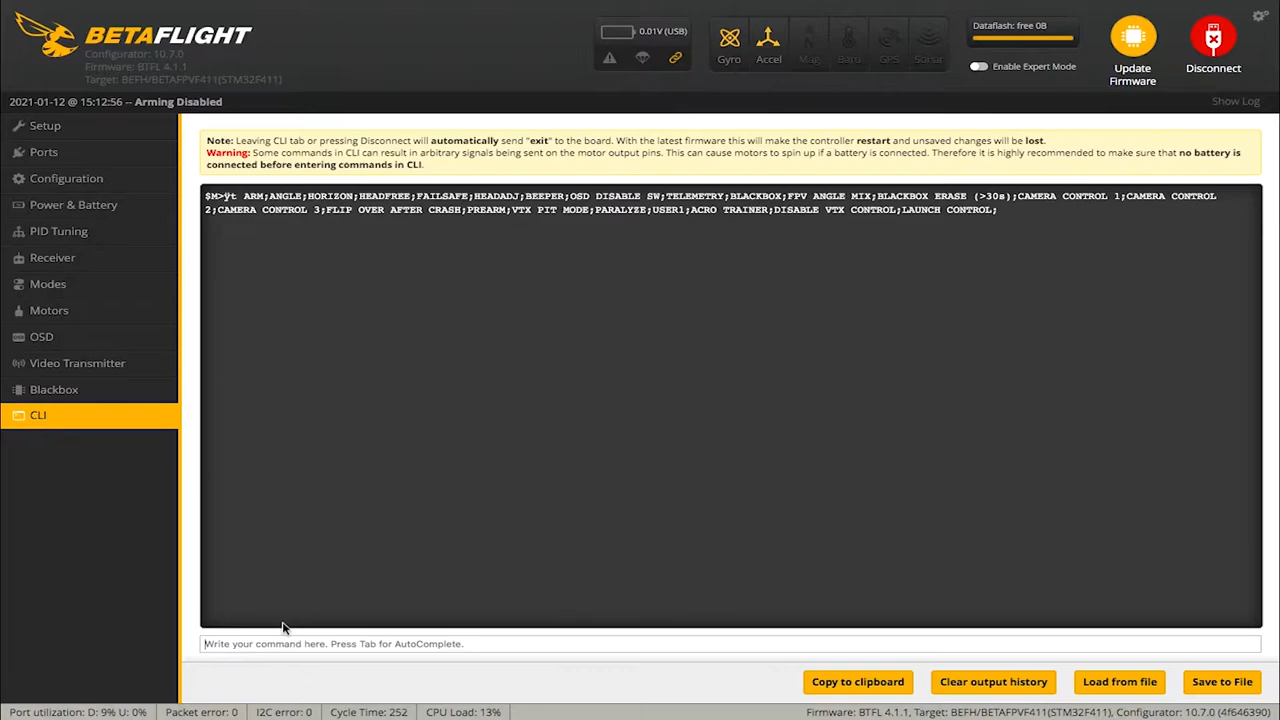 BETAFLIGHT
Configurator: 10.7.0
Firmware: BTFL 4.1.1
Target: BEFH/BETAFPVF411(STM32F411)
0.01V (USB)
Gyro
Accel
Mag
Baro
GPS
Sonar
Dataflash: free 0B
Enable Expert Mode
Update
Firmware
Disconnect
2021-01-12 @ 15:12:56 -- Arming Disabled
Show Log
Setup
Ports
Configuration
Power & Battery
PID Tuning
Receiver
Modes
Motors
OSD
Video Transmitter
Blackbox
CLI
Note: Leaving CLI tab or pressing Disconnect will automatically send "exit" to the board. With the latest firmware this will make the controller restart and unsaved changes will be lost.
Warning: Some commands in CLI can result in arbitrary signals being sent on the motor output pins. This can cause motors to spin up if a battery is connected. Therefore it is highly recommended to make sure that no battery is
connected before entering commands in CLI.
$M>ÿt ARM;ANGLE;HORIZON;HEADFREE;FAILSAFE;HEADADJ;BEEPER;OSD DISABLE SW;TELEMETRY;BLACKBOX;FPV ANGLE MIX;BLACKBOX ERASE (>30s);CAMERA CONTROL 1;CAMERA CONTROL
2;CAMERA CONTROL 3;FLIP OVER AFTER CRASH;PREARM;VTX PIT MODE;PARALYZE;USER1;ACRO TRAINER;DISABLE VTX CONTROL;LAUNCH CONTROL;
Write your command here. Press Tab for AutoComplete.
Copy to clipboard
Clear output history
Load from file
Save to File
Port utilization: D: 9% U: 0%
Packet error: 0
I2C error: 0
Cycle Time: 252
CPU Load: 13%
Firmware: BTFL 4.1.1, Target: BEFH/BETAFPVF411(STM32F411), Configurator: 10.7.0 (4f646390)